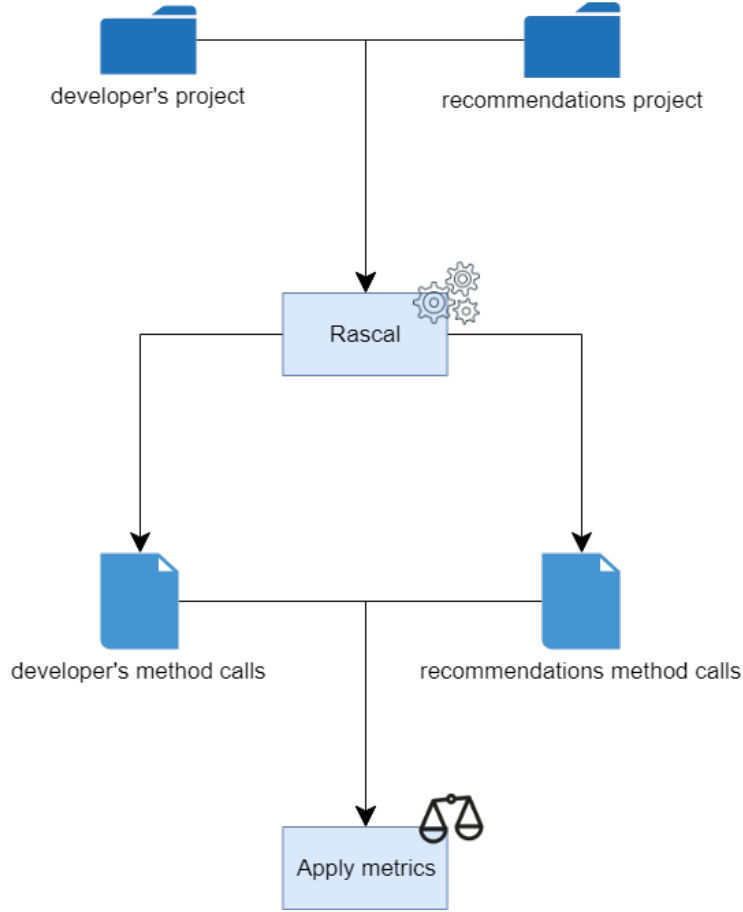 developer's project
recommendations project
Rascal
developer's method calls
recommendations method calls
Apply metrics